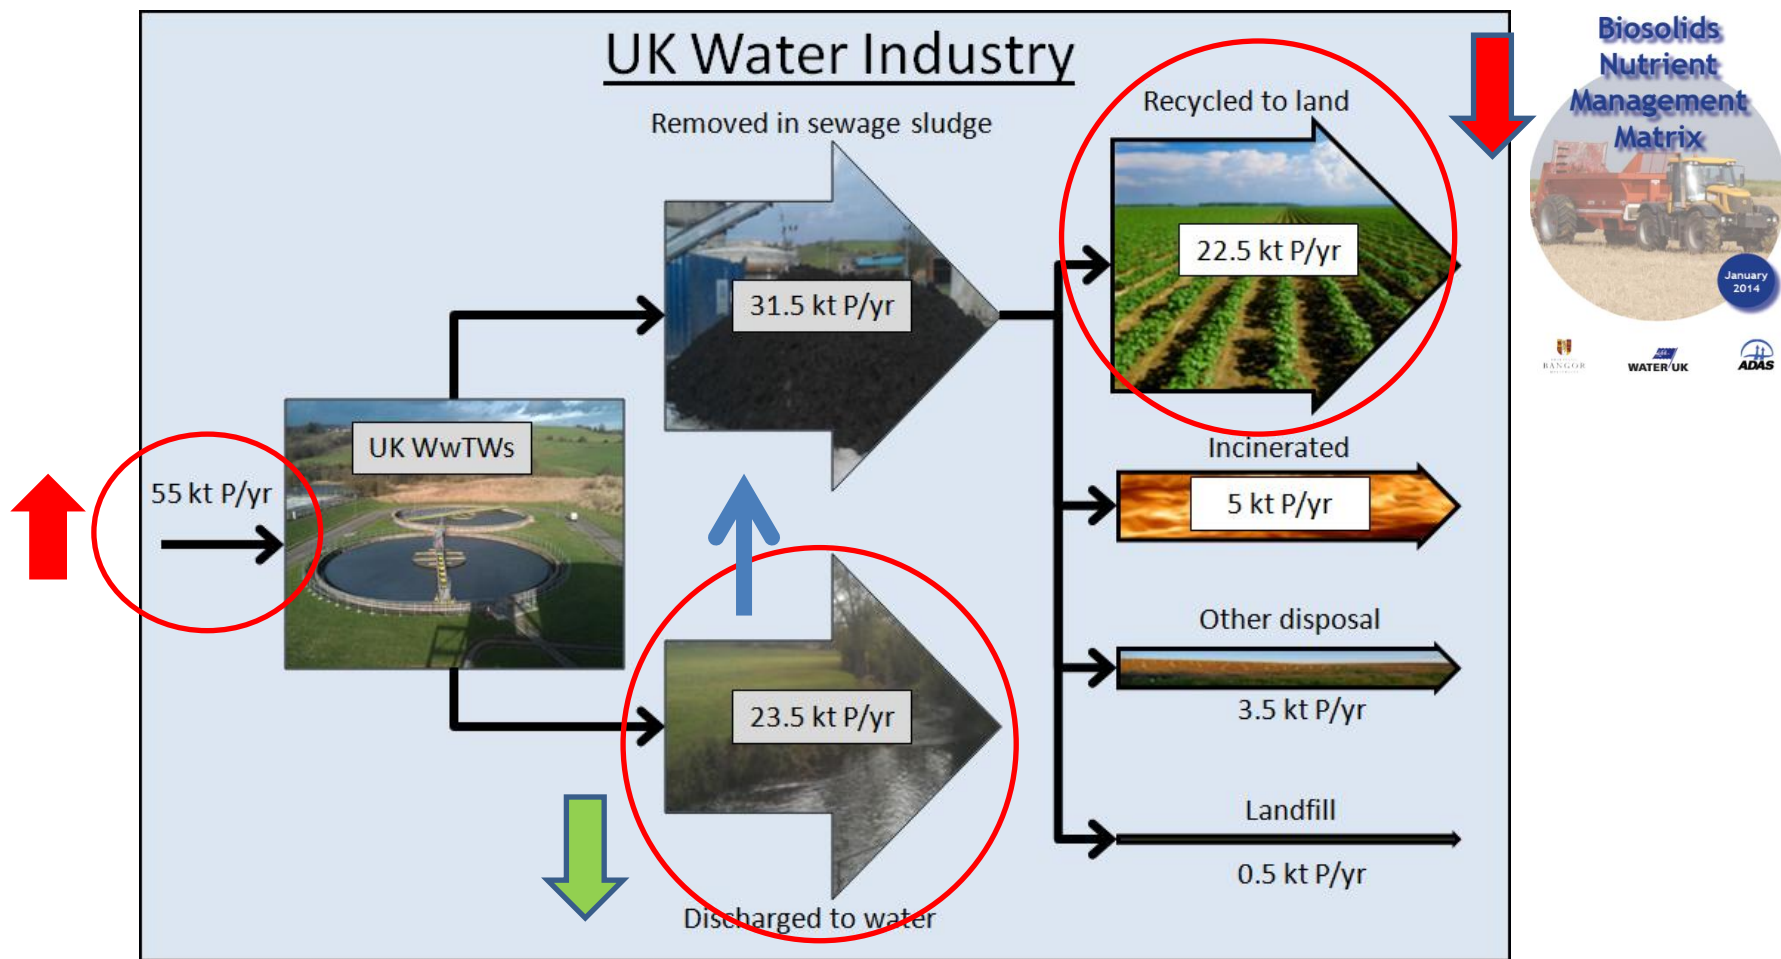 UK Water Industry
Removed in sewage sludge
31.5 kt P/yr
UK WwTWs
55 kt P/yr
23.5 kt P/yr
Discharged to water
Recycled to land
22.5 kt P/yr
Incinerated
5 kt P/yr
Other disposal
3.5 kt P/yr
Landfill
0.5 kt P/yr
Biosolids
Nutrient
Management
Matrix
January
2014
BANGOR
WATER UK
ADAS